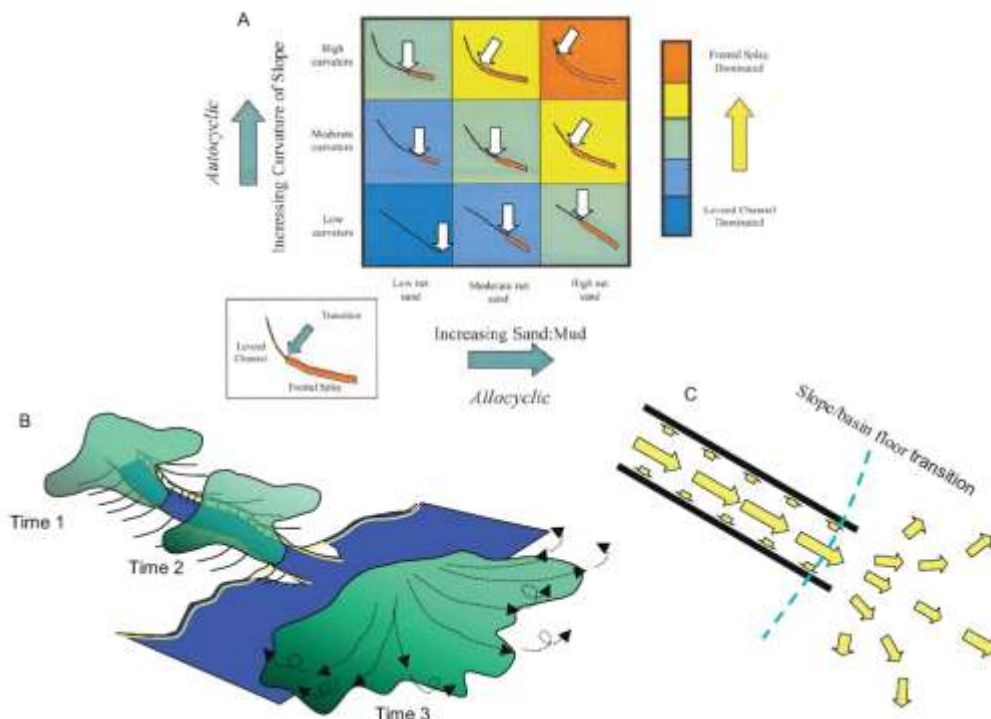 A
Increasing Curvature of Slope
Autocyclic
High
curvature
Moderate
curvature
Low
curvature
Low net
sand
Moderate net
sand
High net
sand
Frontal Splay
Dominated
Leveed Channel
Dominated
Transition
Leveed
Channel
Frontal Splay
Increasing Sand:Mud
Allocyclic
B
Time 1
Time 2
Time 3
C
Slope/basin floor transition